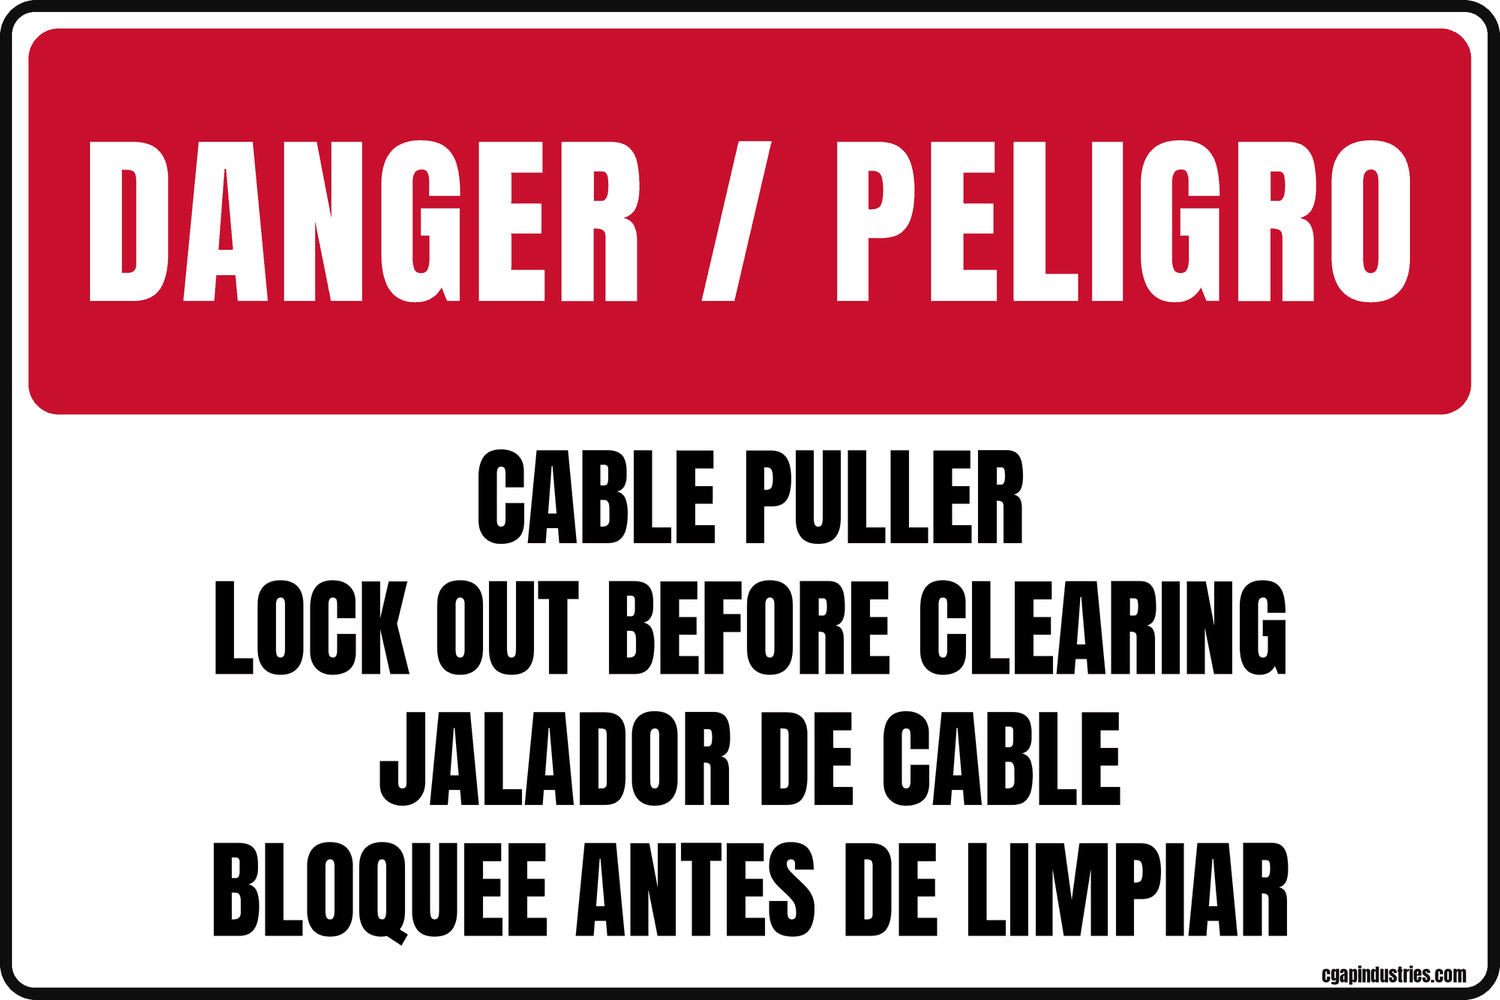 DANGER / PELIGRO
CABLE PULLER
LOCK OUT BEFORE CLEARING
JALADOR DE CABLE
BLOQUEE ANTES DE LIMPIAR
cgapindustries.com